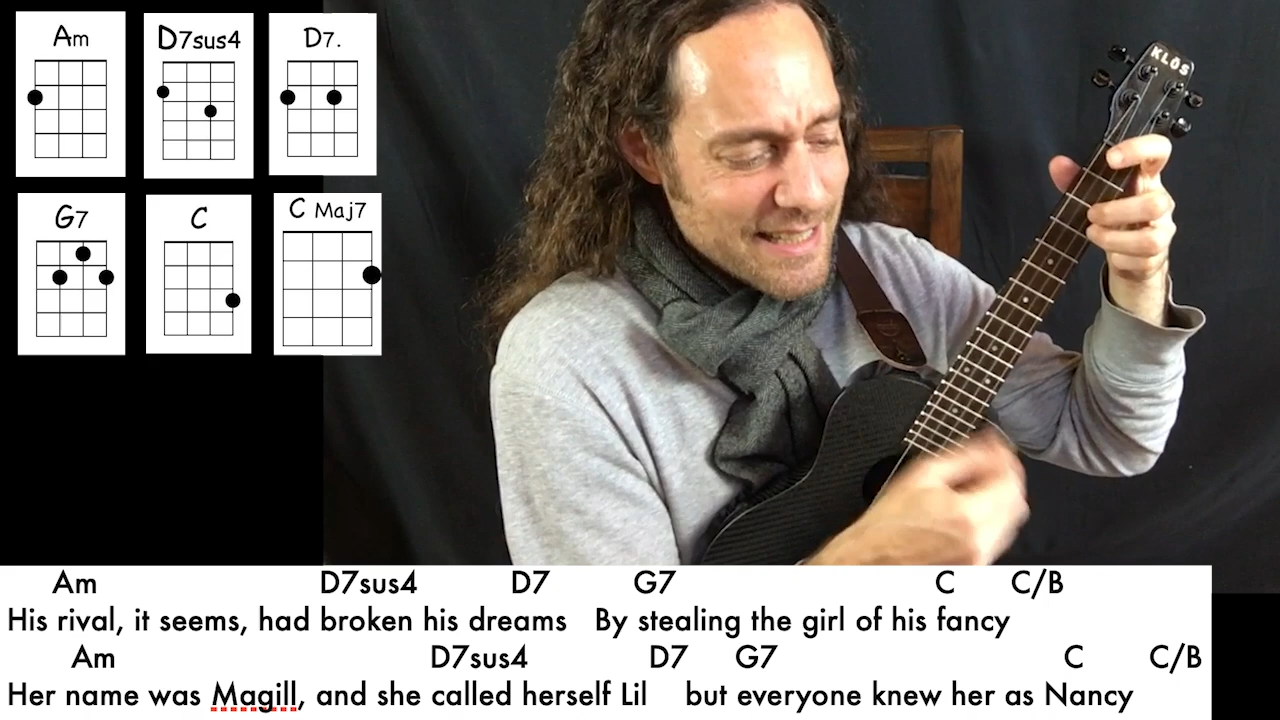 Am D7sus4 D7.
G7 C C Maj7
KLŌS
Am D7sus4 D7 G7 C C/B
His rival, it seems, had broken his dreams By stealing the girl of his fancy
Am D7sus4 D7 G7 C C/B
Her name was Magill, and she called herself Lil but everyone knew her as Nancy